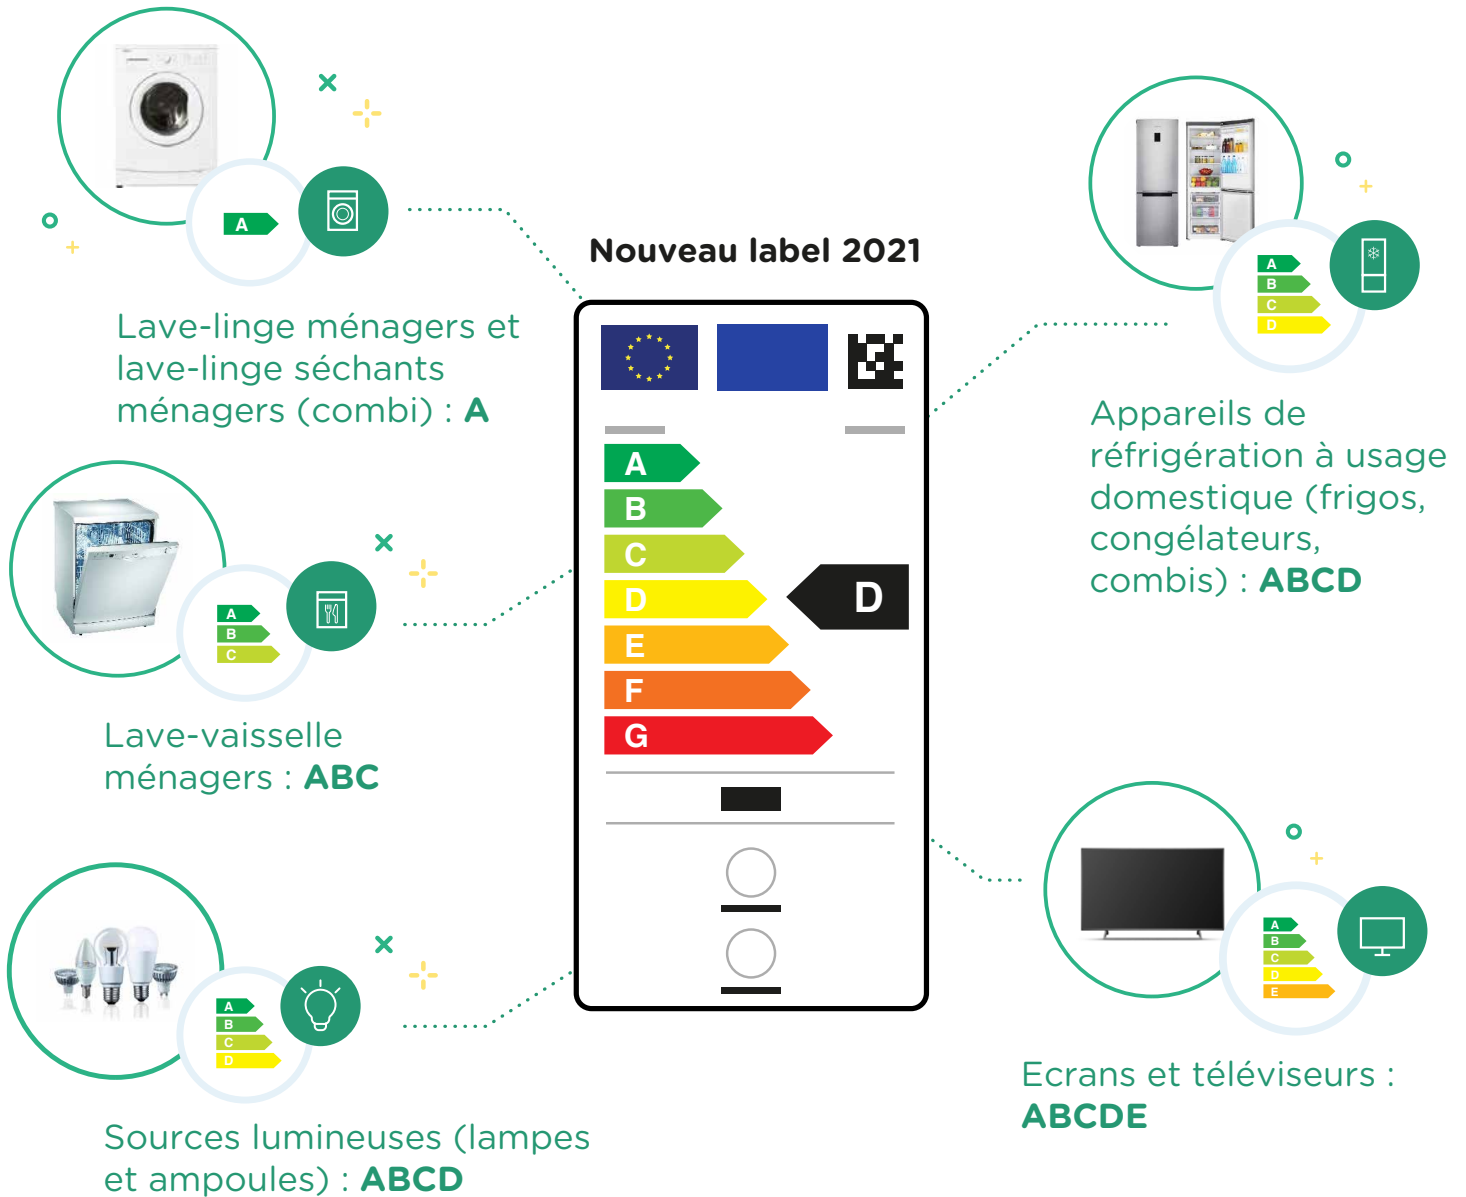 A
Lave-linge ménagers et
lave-linge séchants
ménagers (combi) : A
A
B
C
Lave-vaisselle
ménagers : ABC
A
B
C
D
Sources lumineuses (lampes
et ampoules) : ABCD
Nouveau label 2021
A
B
C
D
E
F
G
D
A
B
C
D
Appareils de
réfrigération à usage
domestique (frigos,
congélateurs,
combis) : ABCD
A
B
C
D
E
Ecrans et téléviseurs :
ABCDE